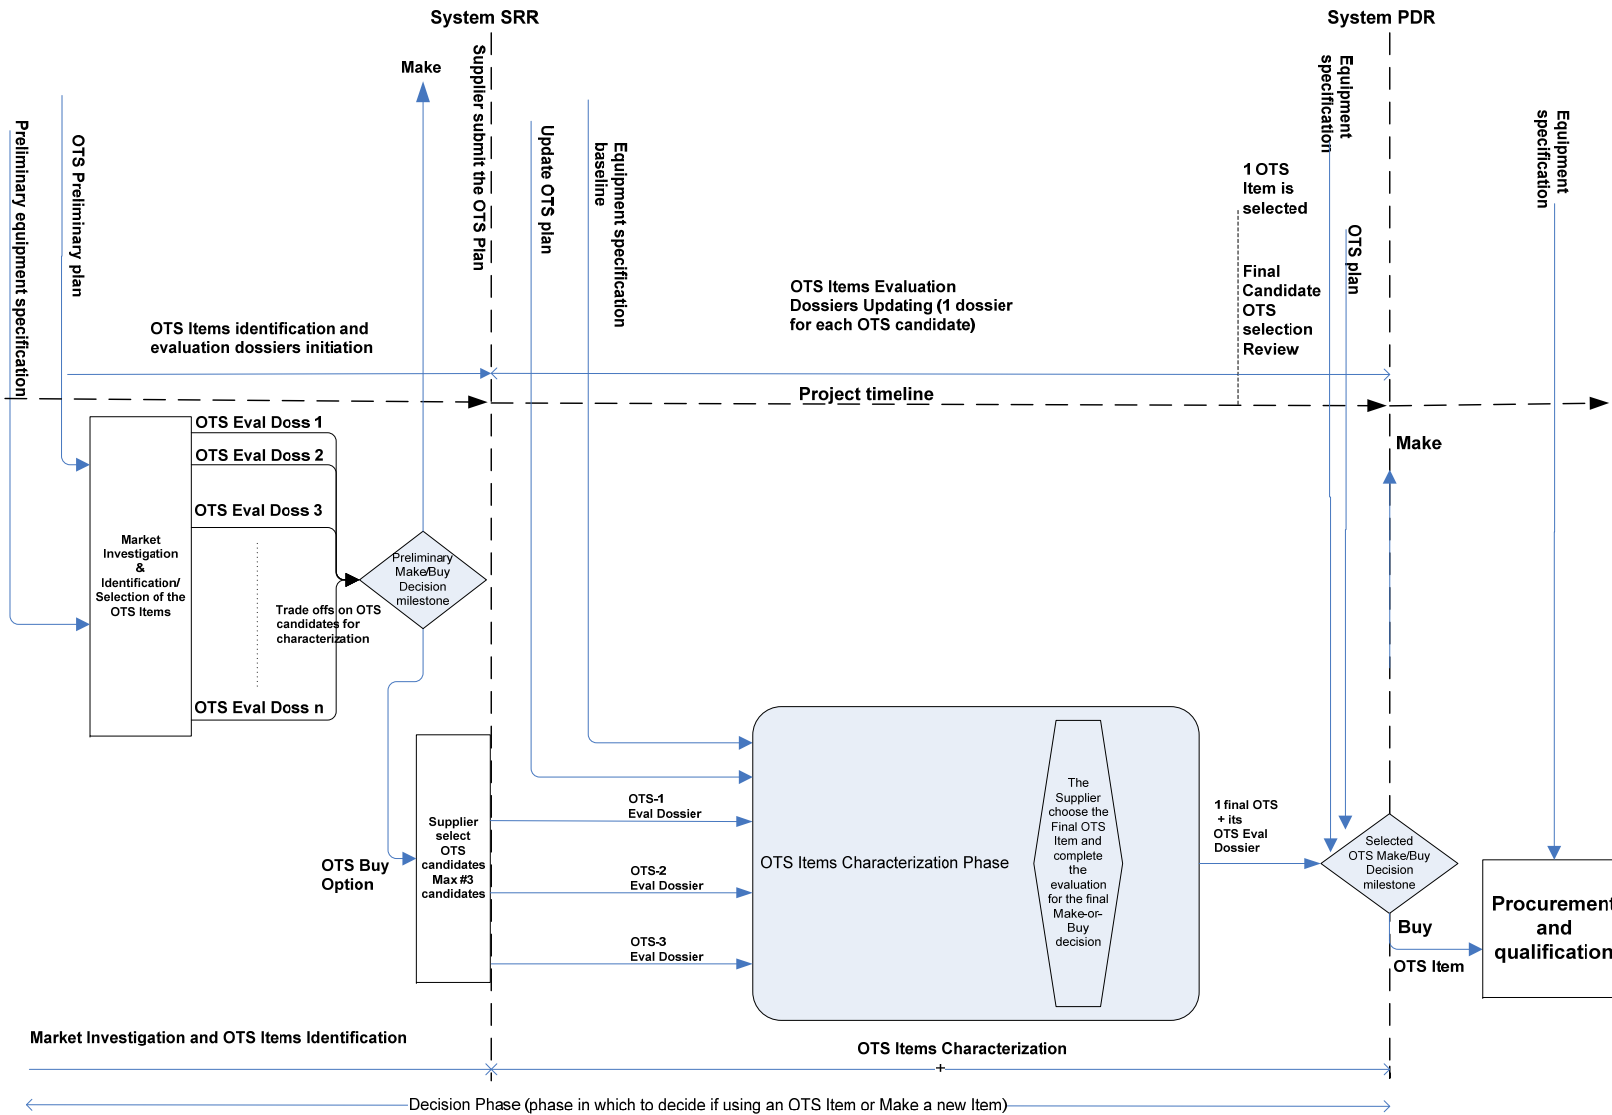 System SRR
System PDR
Make
Supplier submit the OTS Plan
Preliminary equipment specification
OTS Preliminary plan
Update OTS plan
Equipment specification
baseline
Equipment
specification
Equipment
specification
1 OTS
Item is
selected
OTS plan
Final
Candidate
OTS
selection
Review
OTS Items Evaluation
Dossiers Updating (1 dossier
for each OTS candidate)
OTS Items identification and
evaluation dossiers initiation
Project timeline
OTS Eval Doss 1
OTS Eval Doss 2
OTS Eval Doss 3
OTS Eval Doss n
Make
Market
Investigation
&
Identification/
Selection of the
OTS Items
Trade offs on OTS
candidates for
characterization
Preliminary
Make/Buy
Decision
milestone
OTS Buy
Option
Supplier
select
OTS
candidates
Max #3
candidates
OTS-1
Eval Dossier
OTS-2
Eval Dossier
OTS-3
Eval Dossier
OTS Items Characterization Phase
The
Supplier
choose the
Final OTS
Item and
complete
the
evaluation
for the final
Make-or-
Buy
decision
1 final OTS
+ its
OTS Eval
Dossier
Selected
OTS Make/Buy
Decision
milestone
Buy
OTS Item
Procurement
and
qualification
Market Investigation and OTS Items Identification
OTS Items Characterization
Decision Phase (phase in which to decide if using an OTS Item or Make a new Item)